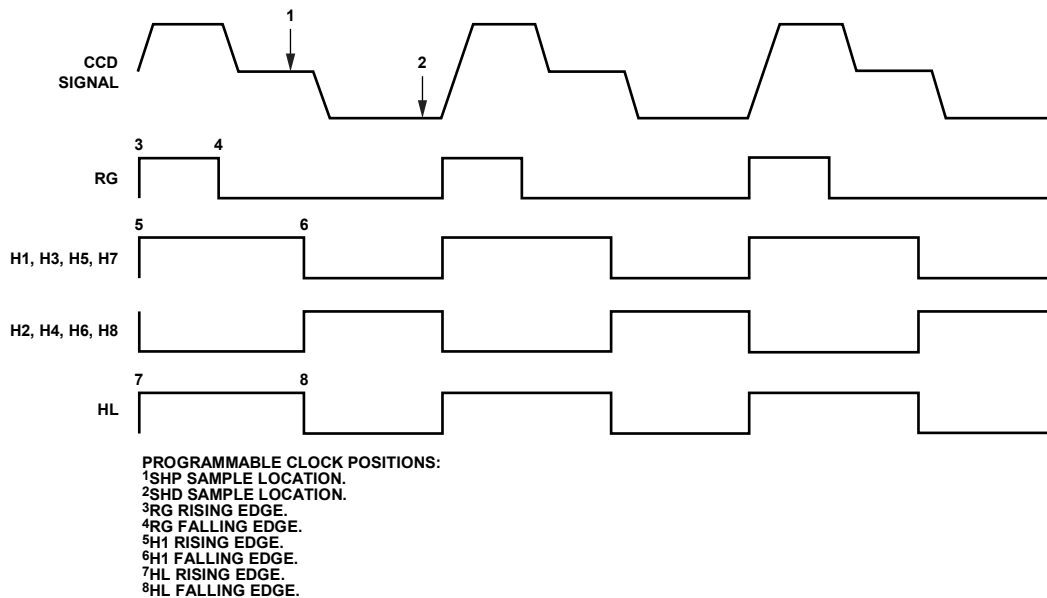 1
CCD
SIGNAL
2
3
4
RG
5
6
H1, H3, H5, H7
H2, H4, H6, H8
7
8
HL
PROGRAMMABLE CLOCK POSITIONS:
1SHP SAMPLE LOCATION.
2SHD SAMPLE LOCATION.
3RG RISING EDGE.
4RG FALLING EDGE.
5H1 RISING EDGE.
6H1 FALLING EDGE.
7HL RISING EDGE.
8HL FALLING EDGE.